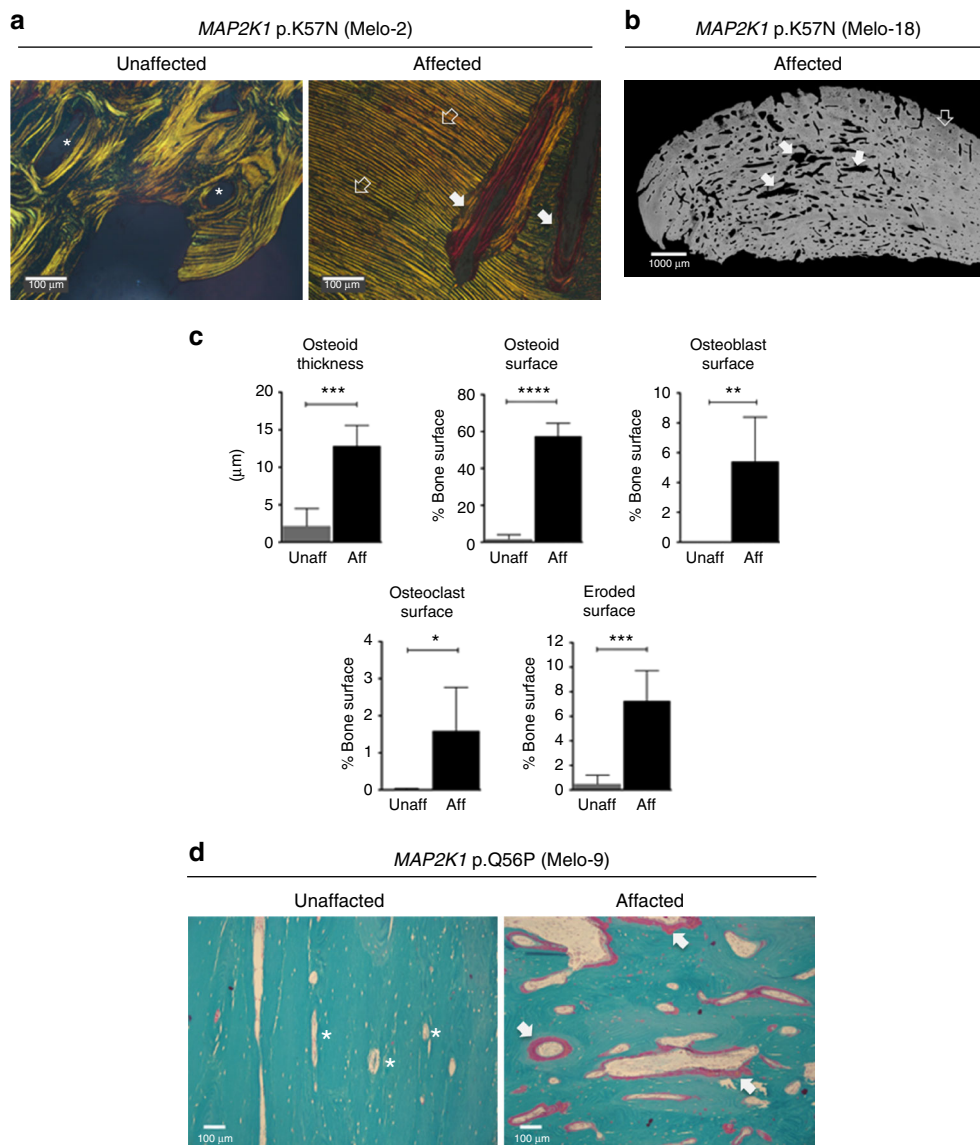 a
MAP2K1 p.K57N (Melo-2)
Unaffected
Affected
*
*
100 μm
100 μm
b
MAP2K1 p.K57N (Melo-18)
Affected
1000 μm
c
Osteoid
thickness
(μm)
20
15
10
5
0
***
Unaff Aff
Osteoid
surface
% Bone surface
80
60
40
20
0
****
Unaff Aff
Osteoblast
surface
% Bone surface
10
8
6
4
2
0
**
Unaff Aff
Osteoclast
surface
% Bone surface
4
3
2
1
0
*
Unaff Aff
Eroded
surface
% Bone surface
12
10
8
6
4
2
0
***
Unaff Aff
d
MAP2K1 p.Q56P (Melo-9)
Unaffacted
Affacted
*
*
*
100 μm
100 μm